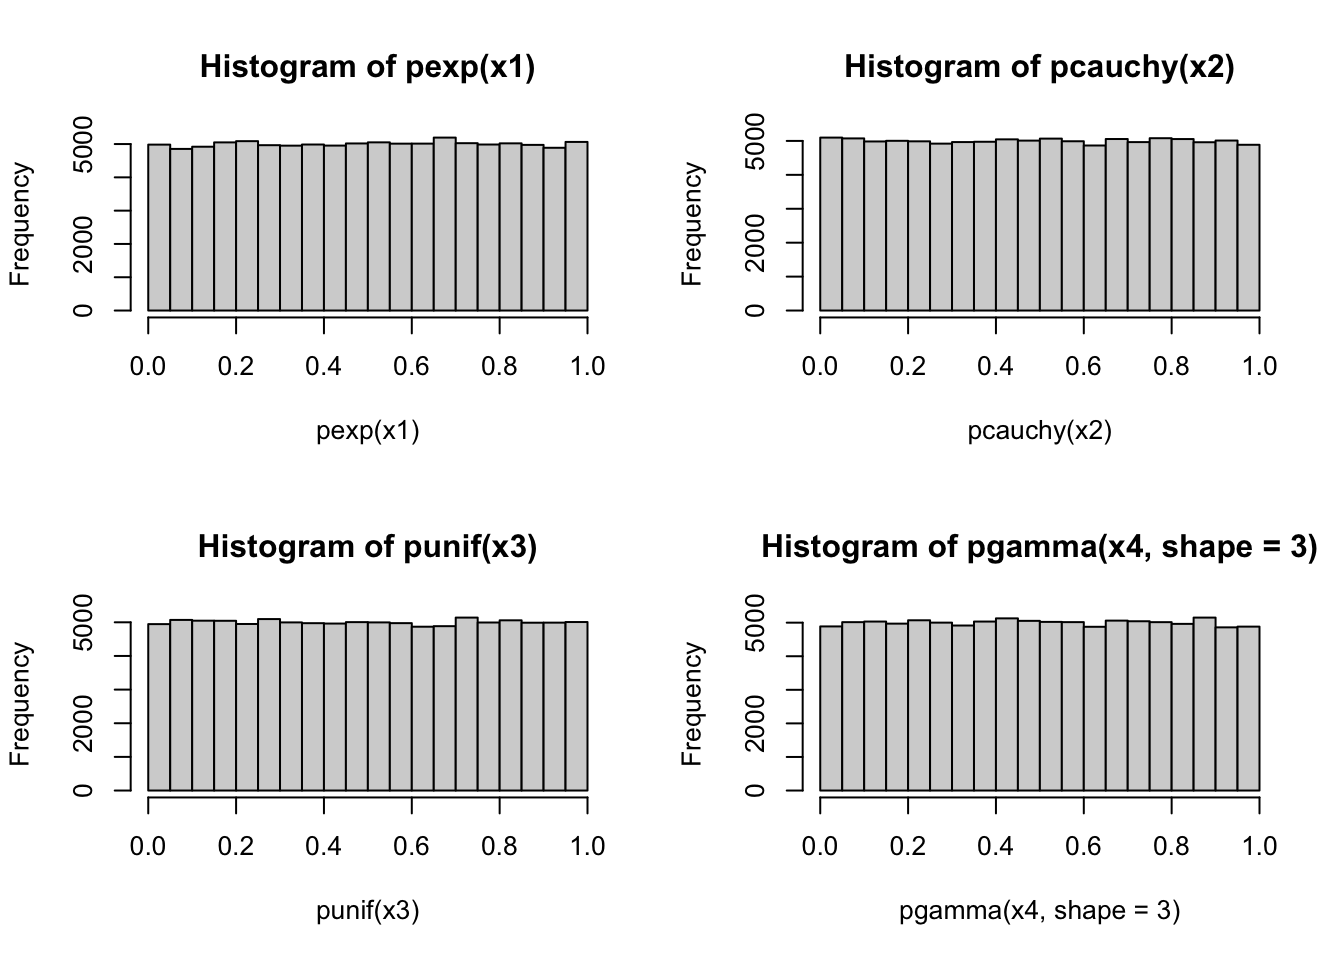 Histogram of pexp(x1)
Frequency
0 2000 5000
0.0 0.2 0.4 0.6 0.8 1.0
pexp(x1)
Histogram of pcauchy(x2)
Frequency
0 2000 5000
0.0 0.2 0.4 0.6 0.8 1.0
pcauchy(x2)
Histogram of punif(x3)
Frequency
0 2000 5000
0.0 0.2 0.4 0.6 0.8 1.0
punif(x3)
Histogram of pgamma(x4, shape = 3)
Frequency
0 2000 5000
0.0 0.2 0.4 0.6 0.8 1.0
pgamma(x4, shape = 3)